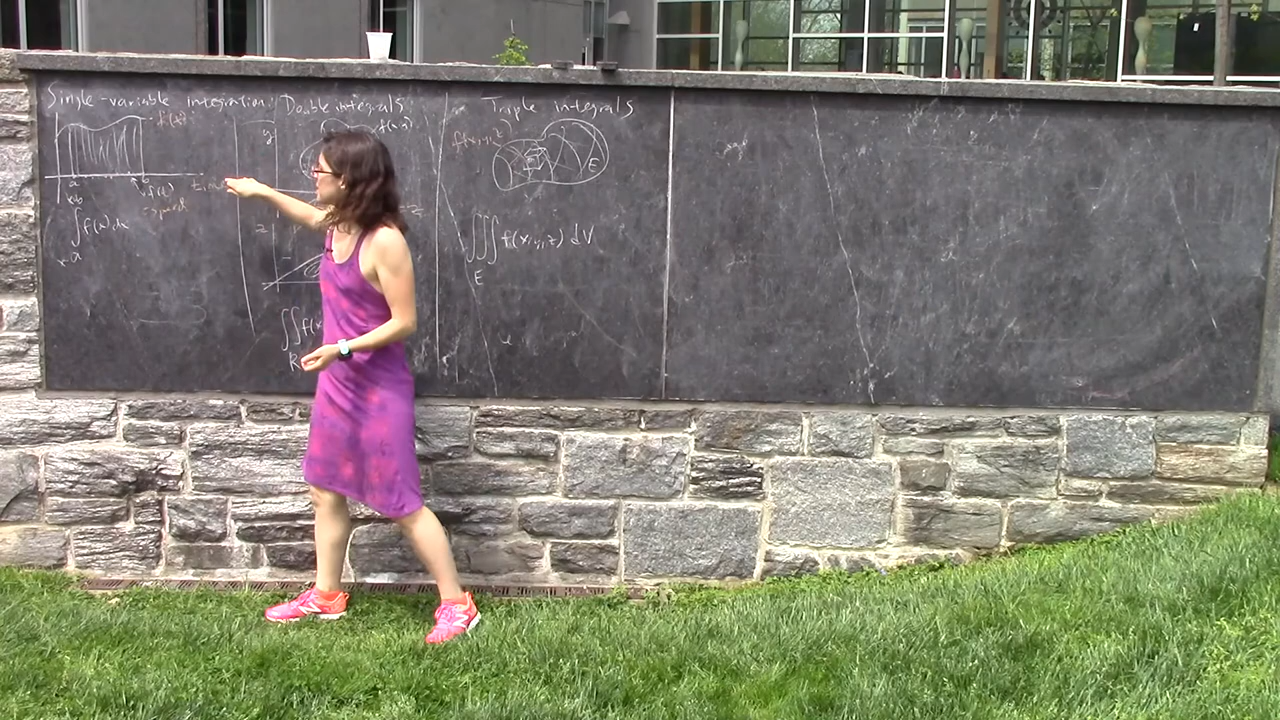 Single-variable integration
f(x)
a
b
f(t)
speed
time
∫ f(x) dx
a
Double integrals
y
f(x,y)
z
∬ f(x
R
Triple integrals
f(x,y,z)
E
∭ f(x,y,z) dV
E